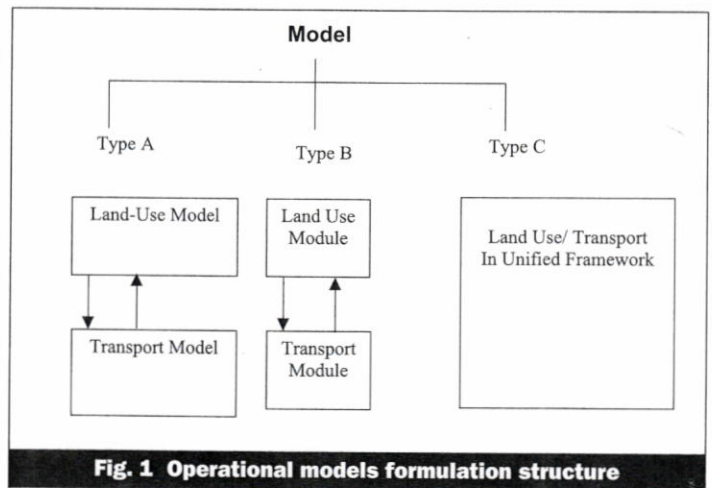 Model
Type A
Type B
Type C
Land-Use Model
Land Use
Module
Land Use/ Transport
In Unified Framework
Transport Model
Transport
Module
Fig. 1 Operational models formulation structure